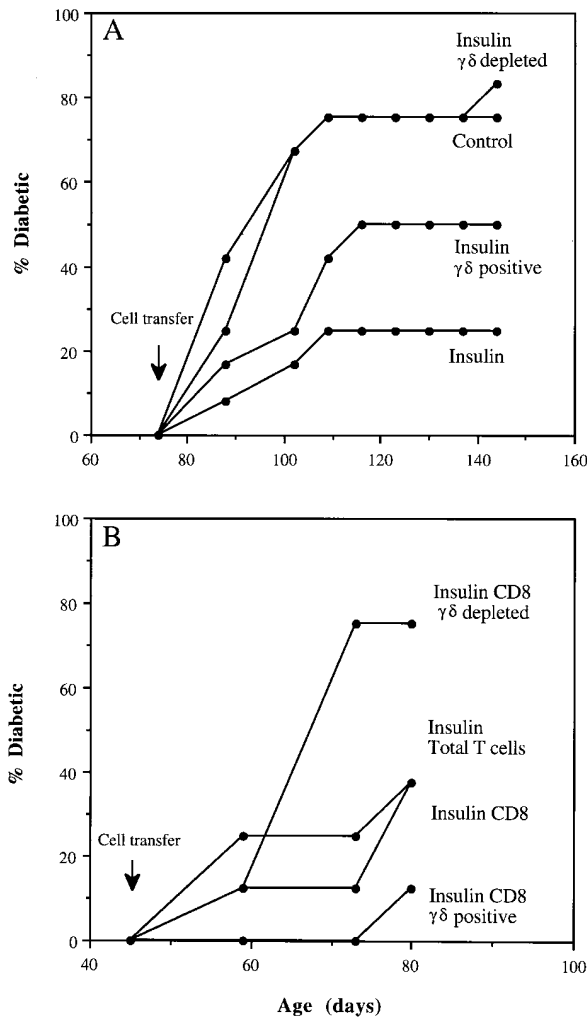 A
100
80
60
40
20
0
% Diabetic
Insulin
γδ depleted
Control
Insulin
γδ positive
Insulin
Cell transfer
60
80
100
120
140
160
B
100
80
60
40
20
0
% Diabetic
Insulin CD8
γδ depleted
Insulin
Total T cells
Insulin CD8
Insulin CD8
γδ positive
Cell transfer
40
60
80
100
Age (days)